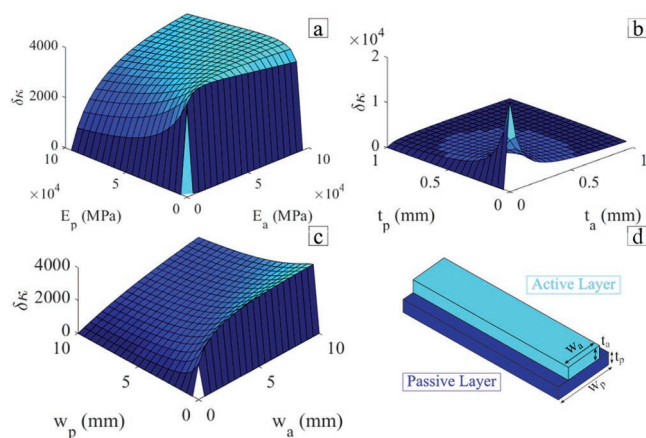 a
4000
2000
0
δκ
10
×10⁴
5
0
0
5
10
×10⁴
E_p (MPa)
E_a (MPa)
b
×10⁴
2
1
0
δκ
1
0.5
0
0
0.5
1
t_p (mm)
t_a (mm)
c
4000
2000
0
δκ
10
5
0
0
5
10
w_p (mm)
w_a (mm)
d
Active Layer
w_a
t_a
t_p
Passive Layer
w_p